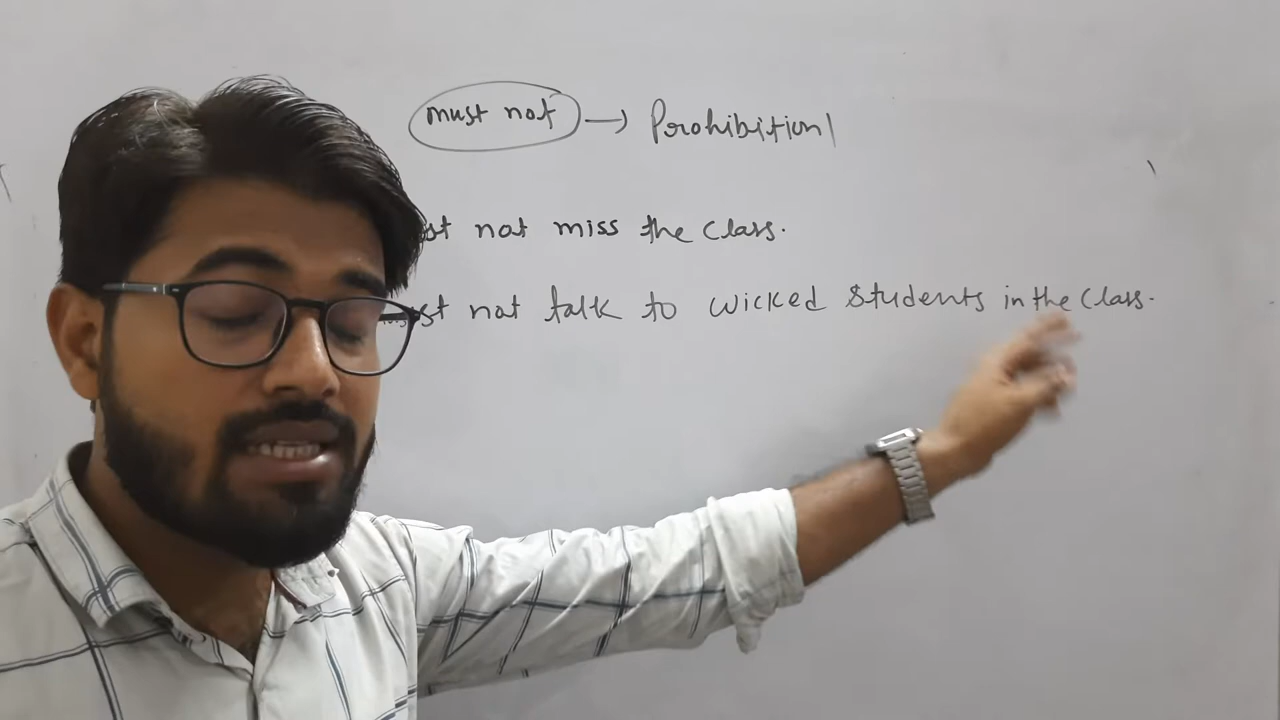 must not → Prohibition
st not miss the class.
st not talk to wicked students in the class.